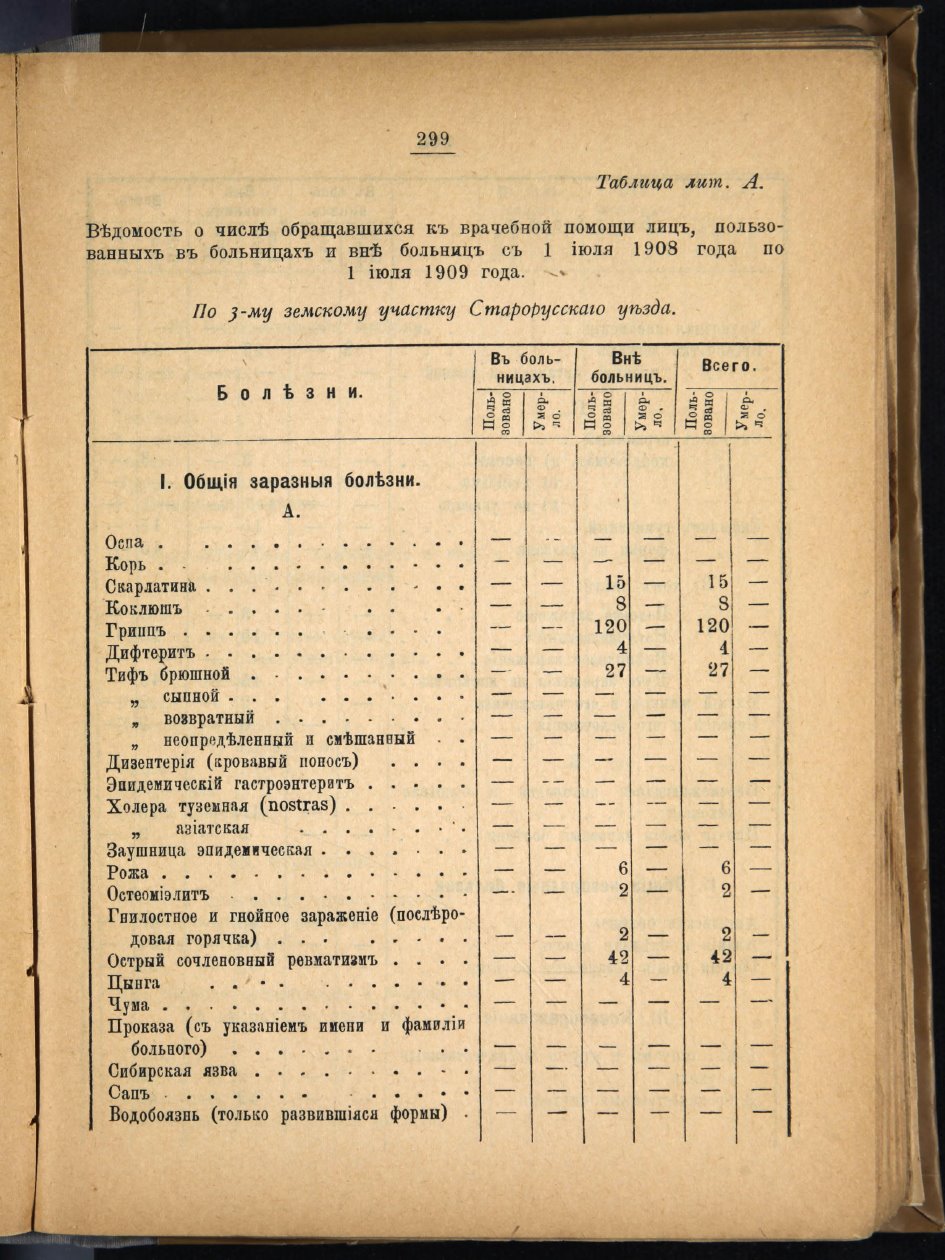 299
Таблица лит. А.
Вѣдомость о числѣ обращавшихся къ врачебной помощи лицъ, пользо-
ванныхъ въ больницахъ и внѣ больницъ съ 1 іюля 1908 года по
1 іюля 1909 года.
По 3-му земскому участку Старорусскаго уѣзда.
Болѣзни.
Въ боль-
ницахъ.
Внѣ
больницъ.
Всего.
Поль-
зовано
Умер-
ло.
Поль-
зовано
Умер-
ло.
Поль-
зовано
Умер-
ло.
I. Общія заразныя болѣзни.
А.
Оспа . . . . . . . . . . . . . — — — — — —
Корь . . . . . . . . . . . . . — — — — — —
Скарлатина . . . . . . . . . . . — — 15 — 15 —
Коклюшъ . . . . . . . . . — — 8 — 8 —
Гриппъ . . . . . . . . . . . — — 120 — 120 —
Дифтеритъ . . . . . . . . . . . — — 4 — 4 —
Тифъ брюшной . . . . . . . . . . — — 27 — 27 —
„ сыпной . . . . . . . . . . — — — — — —
„ возвратный . . . . . . . . . — — — — — —
„ неопредѣленный и смѣшанный . . — — — — — —
Дизентерія (кровавый поносъ) . . . . — — — — — —
Эпидемическій гастроэнтеритъ . . . . . — — — — — —
Холера туземная (nostras) . . . . . . — — — — — —
„ азіатская . . . . . . . . — — — — — —
Заушница эпидемическая . . . . . . . — — — — — —
Рожа . . . . . . . . . . . . . — — 6 — 6 —
Остеоміэлитъ . . . . . . . . . . — — 2 — 2 —
Гнилостное и гнойное зараженіе (послѣро-
довая горячка) . . . . . . . . — — 2 — 2 —
Острый сочленовный ревматизмъ . . . . — — 42 — 42 —
Цынга . . . . . . . . . . — — 4 — 4 —
Чума . . . . . . . . . . . . . — — — — — —
Проказа (съ указаніемъ имени и фамиліи
больного) . . . . . . . . . — — — — — —
Сибирская язва . . . . . . . . . . — — — — — —
Сапъ . . . . . . . . . . . — — — — — —
Водобоязнь (только развившіяся формы) . — — — — — —